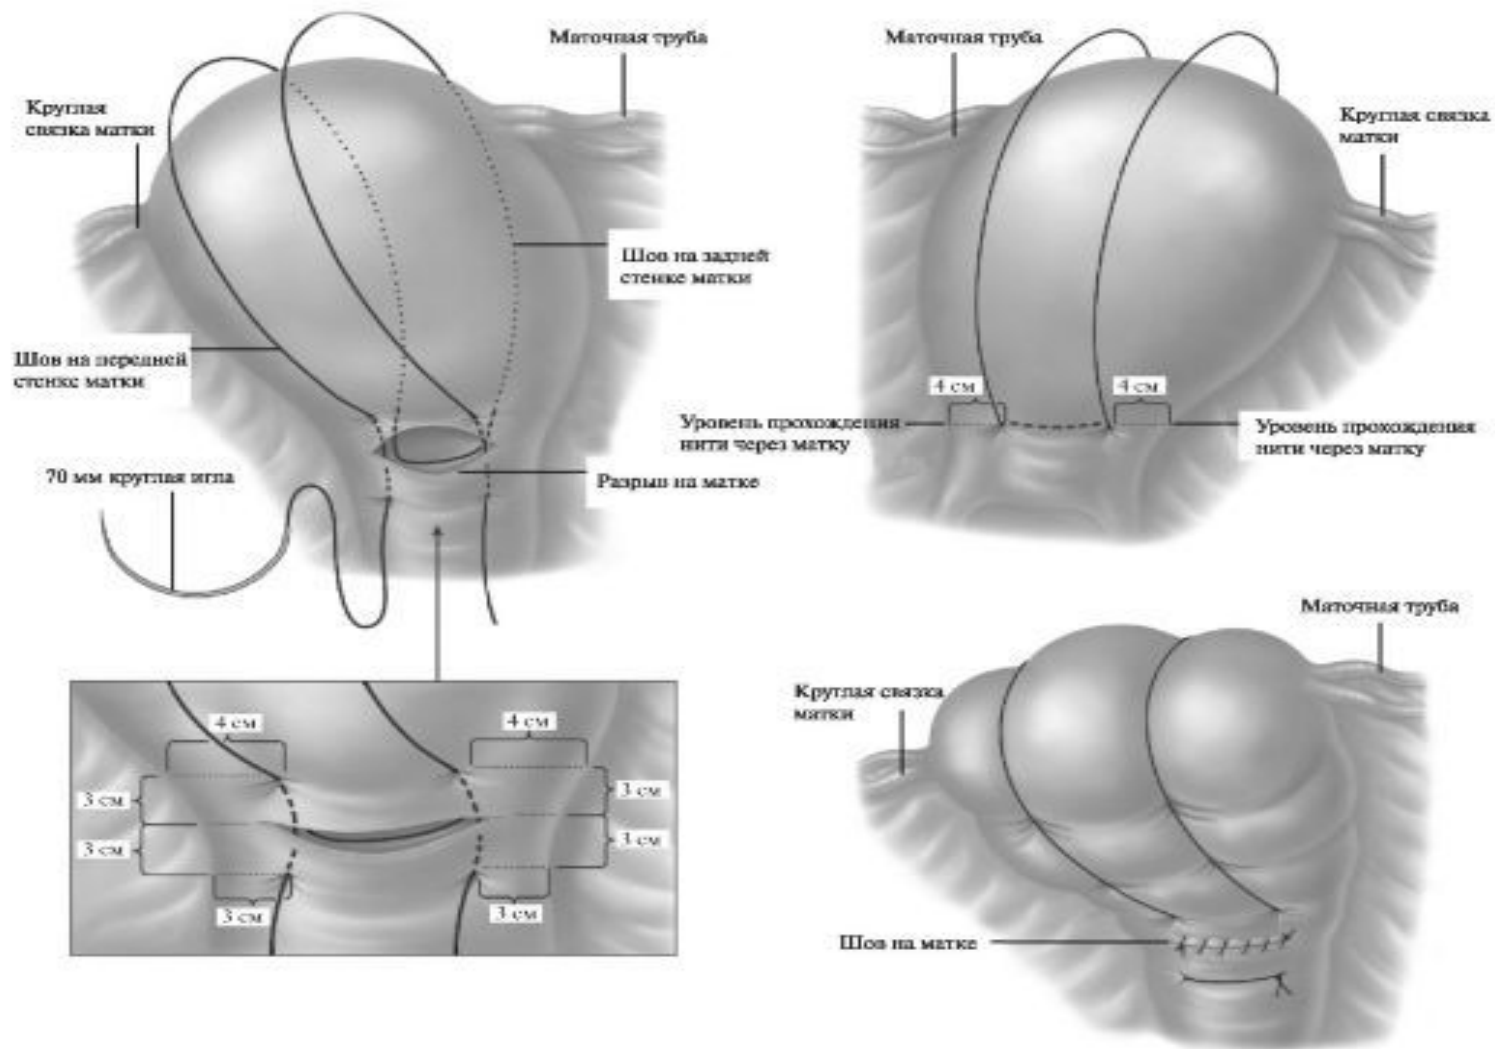 Маточная труба
Круглая
связка матки
Шов на задней
стенке матки
Шов на передней
стенке матки
70 мм круглая игла
Разрыв на матке
Маточная труба
Круглая связка
матки
4 см
4 см
Уровень прохождения
нити через матку
Уровень прохождения
нити через матку
4 см
4 см
3 см
3 см
3 см
3 см
3 см
3 см
Маточная труба
Круглая связка
матки
Шов на матке